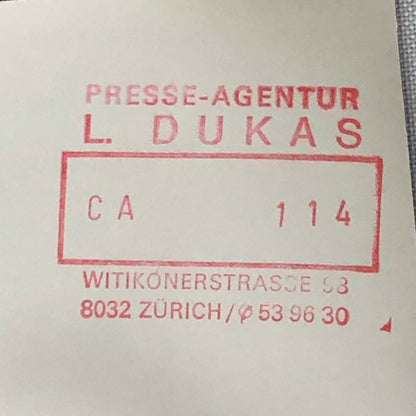 PRESSE-AGENTUR
L. DUKAS
CA 114
WITIKONERSTRASSE 98
8032 ZÜRICH/φ 53 96 30